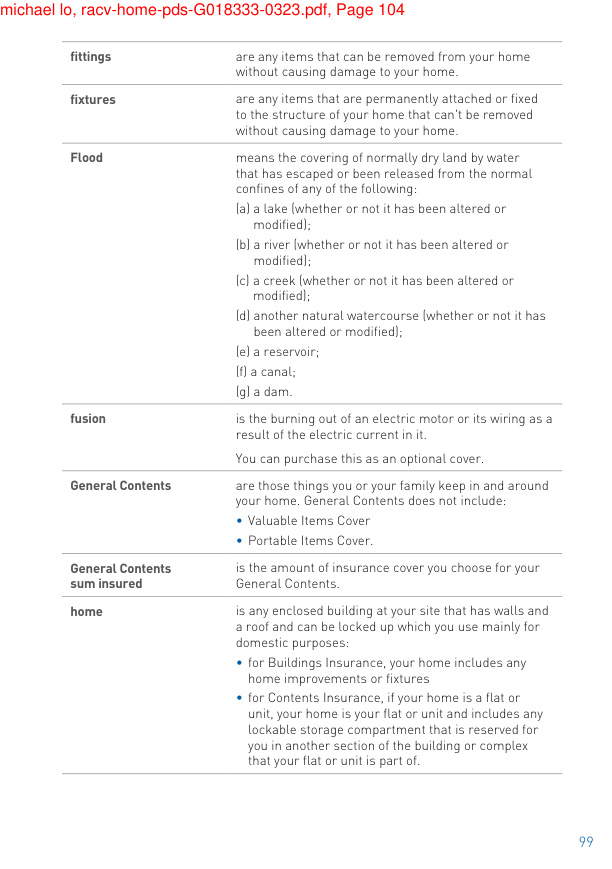 michael lo, racv-home-pds-G018333-0323.pdf, Page 104
fittings
are any items that can be removed from your home
without causing damage to your home.
fixtures
are any items that are permanently attached or fixed
to the structure of your home that can't be removed
without causing damage to your home.
Flood
means the covering of normally dry land by water
that has escaped or been released from the normal
confines of any of the following:
(a) a lake (whether or not it has been altered or
modified);
(b) a river (whether or not it has been altered or
modified);
(c) a creek (whether or not it has been altered or
modified);
(d) another natural watercourse (whether or not it has
been altered or modified);
(e) a reservoir;
(f) a canal;
(g) a dam.
fusion
is the burning out of an electric motor or its wiring as a
result of the electric current in it.
You can purchase this as an optional cover.
General Contents
are those things you or your family keep in and around
your home. General Contents does not include:
• Valuable Items Cover
• Portable Items Cover.
General Contents
sum insured
is the amount of insurance cover you choose for your
General Contents.
home
is any enclosed building at your site that has walls and
a roof and can be locked up which you use mainly for
domestic purposes:
• for Buildings Insurance, your home includes any
home improvements or fixtures
• for Contents Insurance, if your home is a flat or
unit, your home is your flat or unit and includes any
lockable storage compartment that is reserved for
you in another section of the building or complex
that your flat or unit is part of.
99